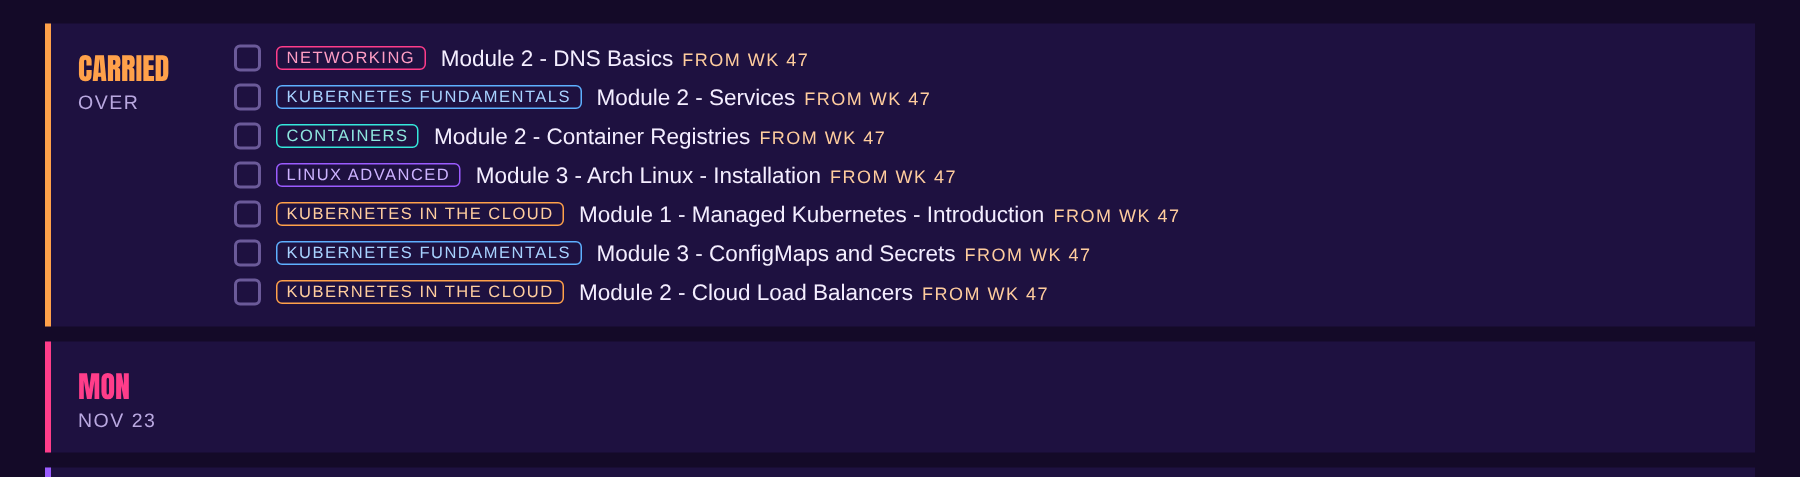 CARRIED
OVER
NETWORKING Module 2 - DNS Basics FROM WK 47
KUBERNETES FUNDAMENTALS Module 2 - Services FROM WK 47
CONTAINERS Module 2 - Container Registries FROM WK 47
LINUX ADVANCED Module 3 - Arch Linux - Installation FROM WK 47
KUBERNETES IN THE CLOUD Module 1 - Managed Kubernetes - Introduction FROM WK 47
KUBERNETES FUNDAMENTALS Module 3 - ConfigMaps and Secrets FROM WK 47
KUBERNETES IN THE CLOUD Module 2 - Cloud Load Balancers FROM WK 47
MON
NOV 23